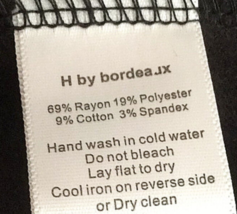 H by bordeaux
69% Rayon 19% Polyester
9% Cotton 3% Spandex
Hand wash in cold water
Do not bleach
Lay flat to dry
Cool iron on reverse side
or Dry clean